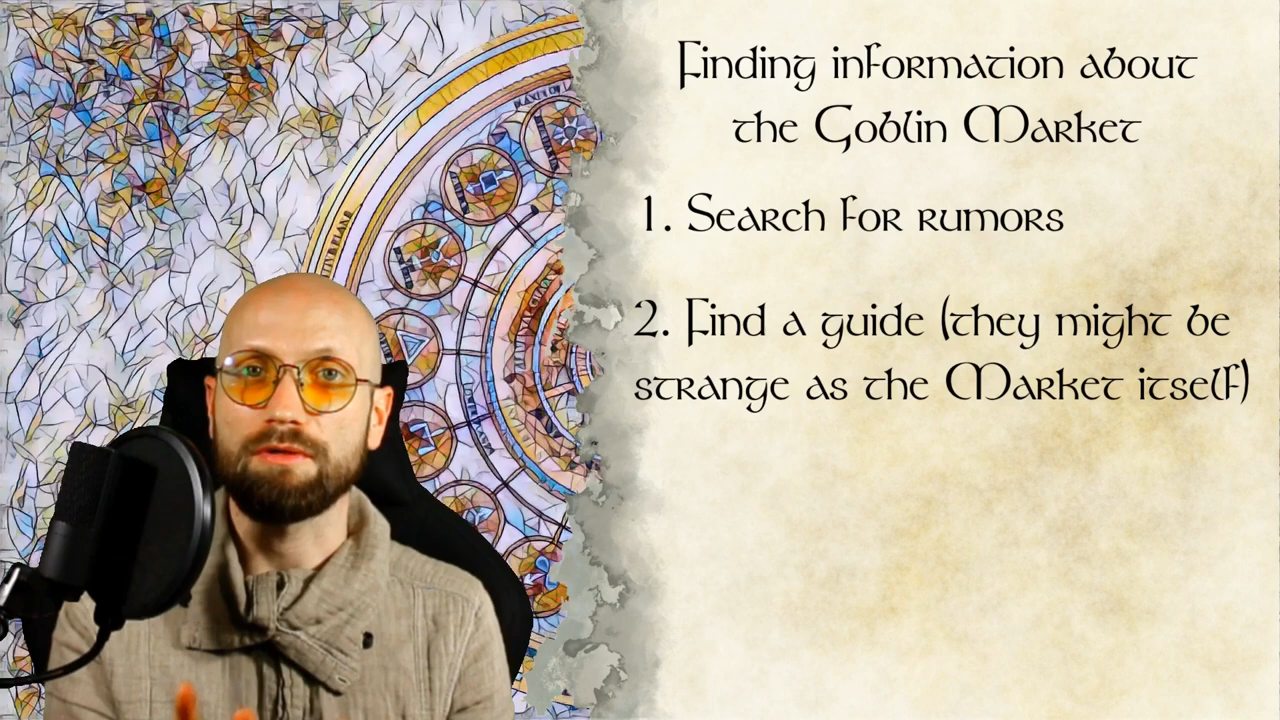 Finding information about
the Goblin Market
1. Search for rumors
2. Find a guide (they might be
strange as the Market itself)